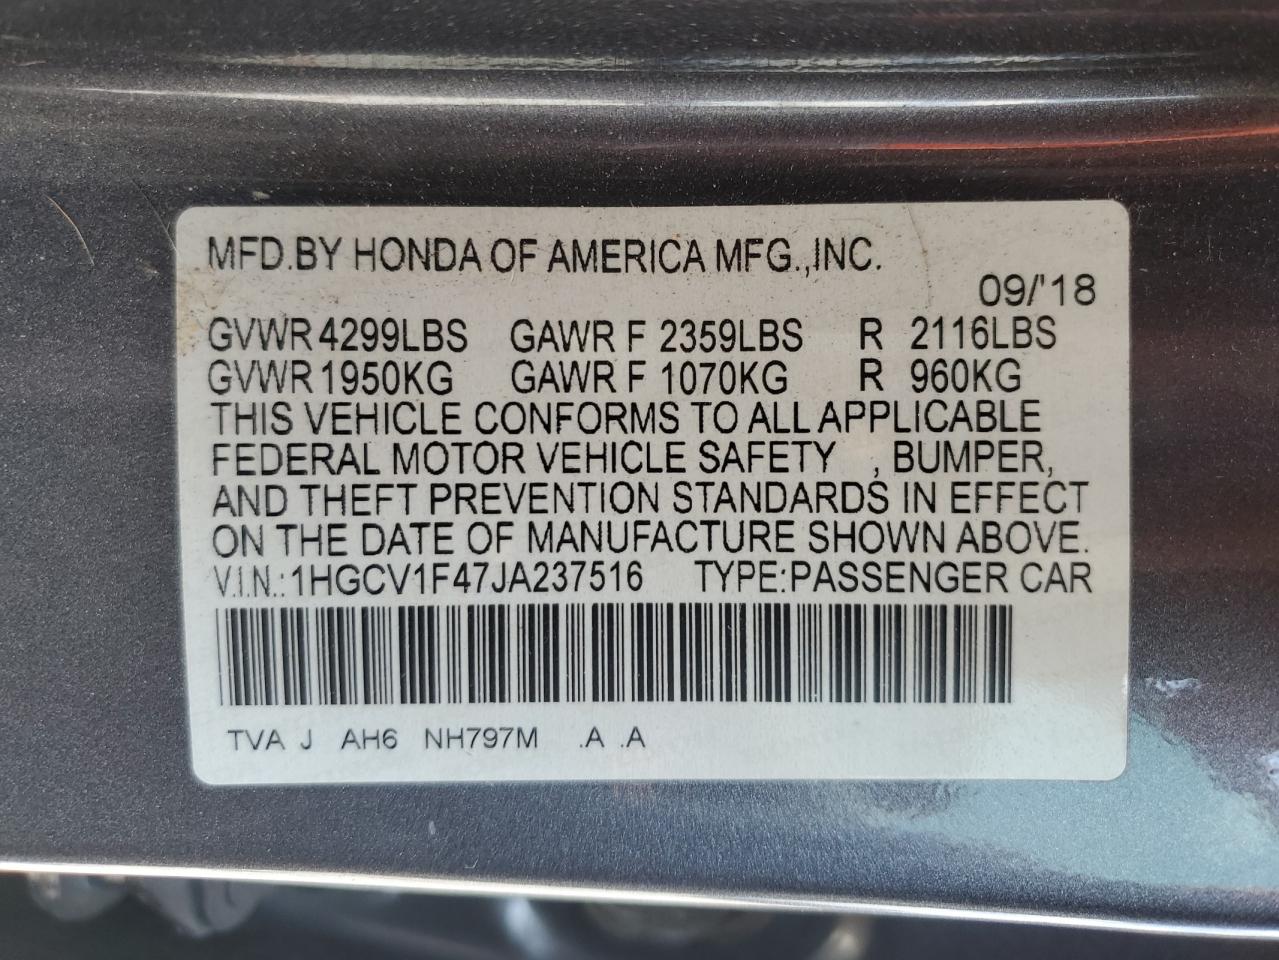 MFD.BY HONDA OF AMERICA MFG.,INC.
09/'18
GVWR 4299LBS GAWR F 2359LBS R 2116LBS
GVWR 1950KG GAWR F 1070KG R 960KG
THIS VEHICLE CONFORMS TO ALL APPLICABLE
FEDERAL MOTOR VEHICLE SAFETY , BUMPER,
AND THEFT PREVENTION STANDARDS IN EFFECT
ON THE DATE OF MANUFACTURE SHOWN ABOVE.
V.I.N.: 1HGCV1F47JA237516 TYPE:PASSENGER CAR
TVA J AH6 NH797M .A .A